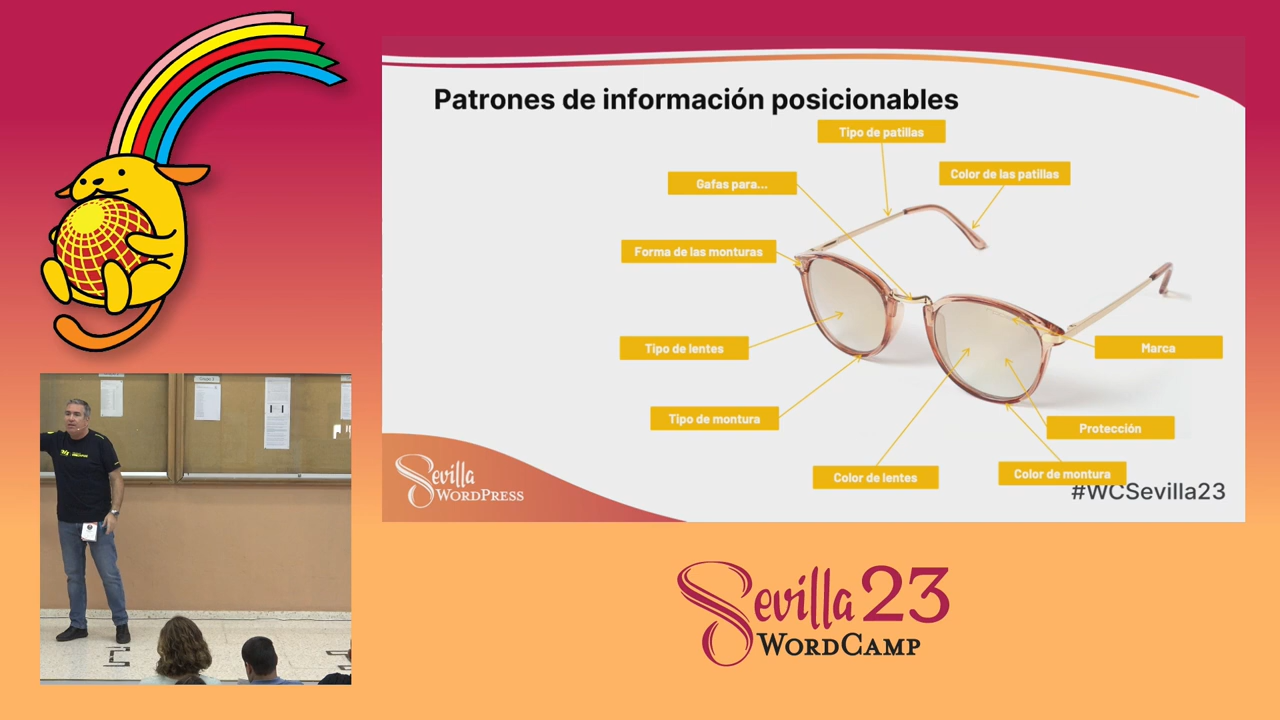 Patrones de información posicionables
Tipo de patillas
Color de las patillas
Gafas para...
Forma de las monturas
Tipo de lentes
Marca
Tipo de montura
Protección
Color de lentes
Color de montura
#WCSevilla23
Sevilla
WORDPRESS
Sevilla 23
WORDCAMP